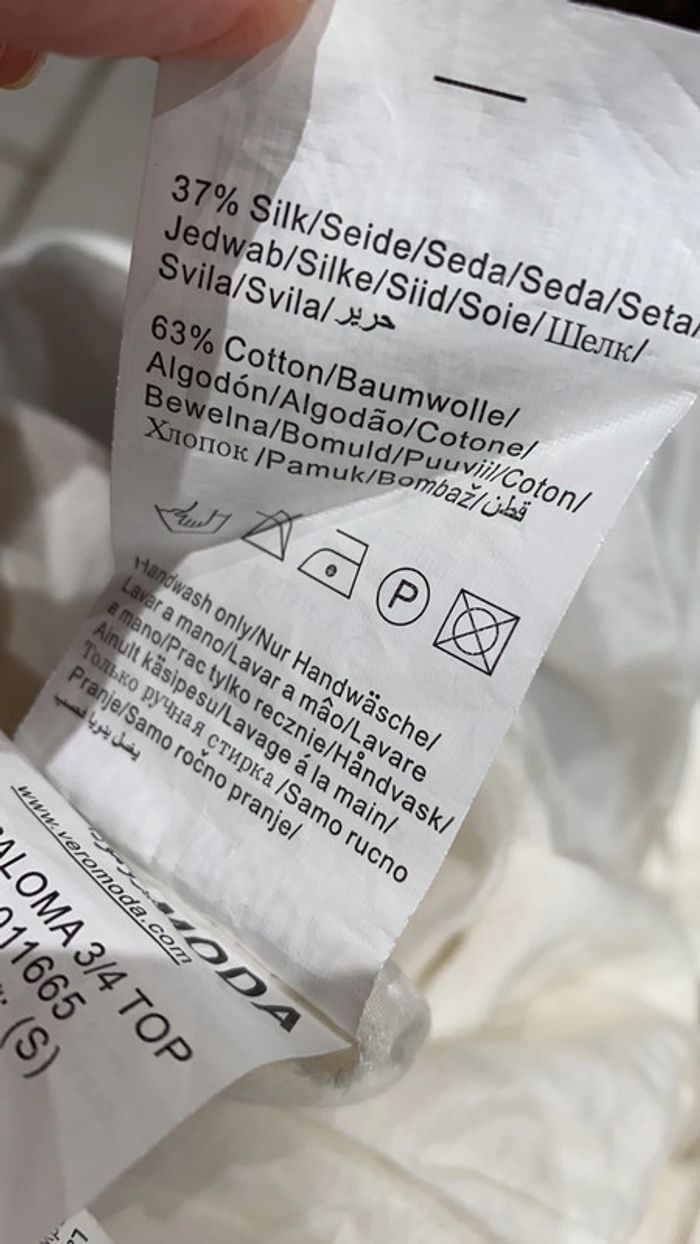 37% Silk/Seide/Seda/Seda/Seta/
Jedwab/Silke/Siid/Soie/Шелк/
Svila/Svila/حرير
63% Cotton/Baumwolle/
Algodón/Algodão/Cotone/
Bewelna/Bomuld/Puuviil/Coton/
Хлопок /Pamuk/Bombaž/قطن
P
Handwash only/Nur Handwäsche/
Lavar a mano/Lavar a mâo/Lavare
a mano/Prac tylko recznie/Håndvask/
Ainult käsipesu/Lavage á la main/
Только ручная стирка /Samo rucno
Pranje/Samo ročno pranje/
MODA
www.veromoda.com
ALOMA 3/4 TOP
011665
(S)